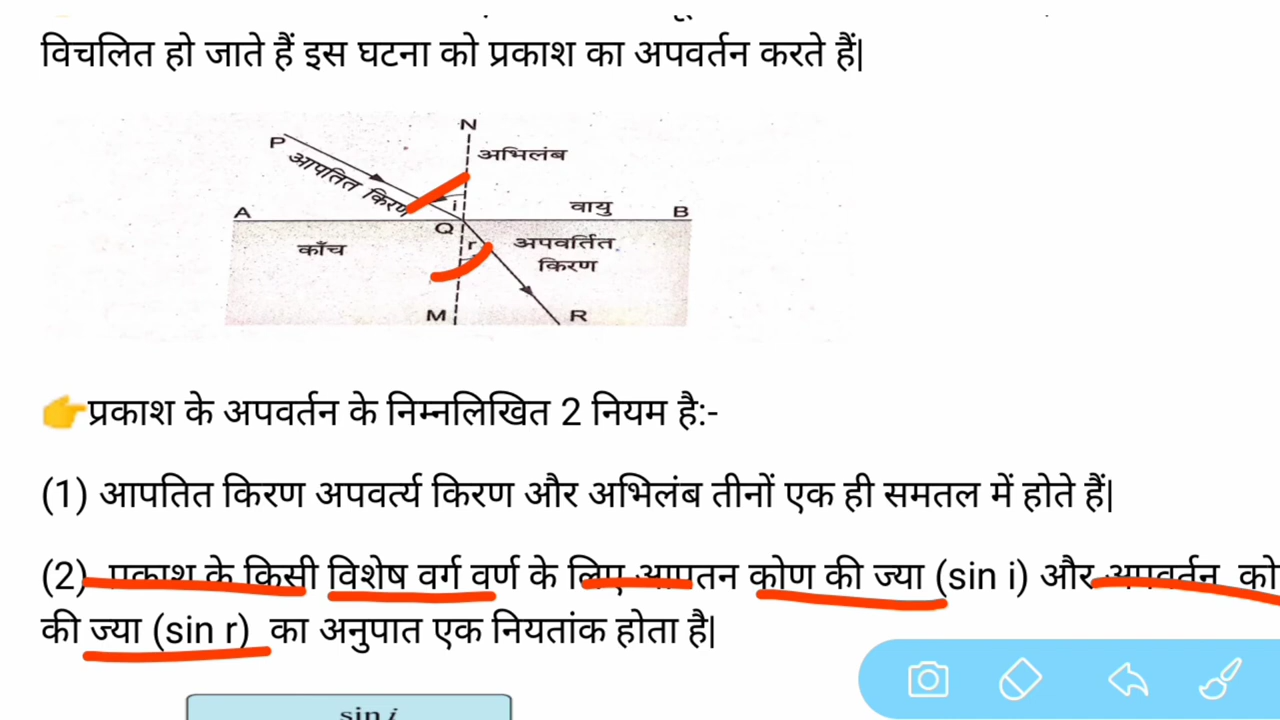 विचलित हो जाते हैं इस घटना को प्रकाश का अपवर्तन करते हैं|
N
P
अभिलंब
आपतित किरण
i
वायु
A
B
Q
काँच
r
अपवर्तित
किरण
M
R
👉प्रकाश के अपवर्तन के निम्नलिखित 2 नियम है:-
(1) आपतित किरण अपवर्त्य किरण और अभिलंब तीनों एक ही समतल में होते हैं|
(2) प्रकाश के किसी विशेष वर्ग वर्ण के लिए आपतन कोण की ज्या (sin i) और अपवर्तन को
की ज्या (sin r) का अनुपात एक नियतांक होता है|
sin i